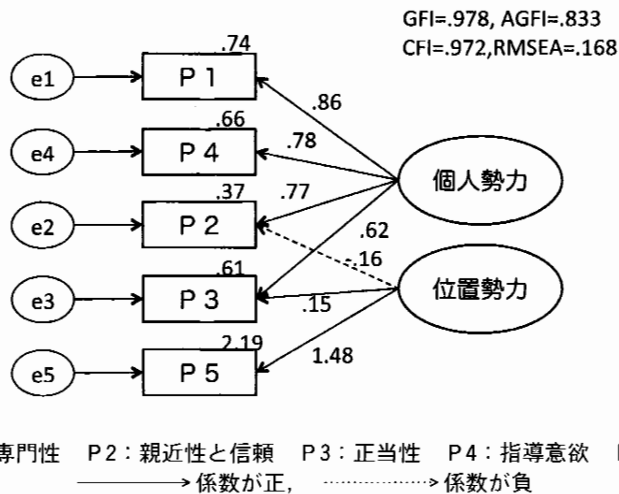 GFI=.978, AGFI=.833
CFI=.972,RMSEA=.168
e1 P1 .74
.86
e4 P4 .66
.78
個人勢力
e2 P2 .37
.77
.62
-.16
e3 P3 .61
.15
位置勢力
e5 P5 2.19
1.48
専門性 P2：親近性と信頼 P3：正当性 P4：指導意欲
係数が正, 係数が負